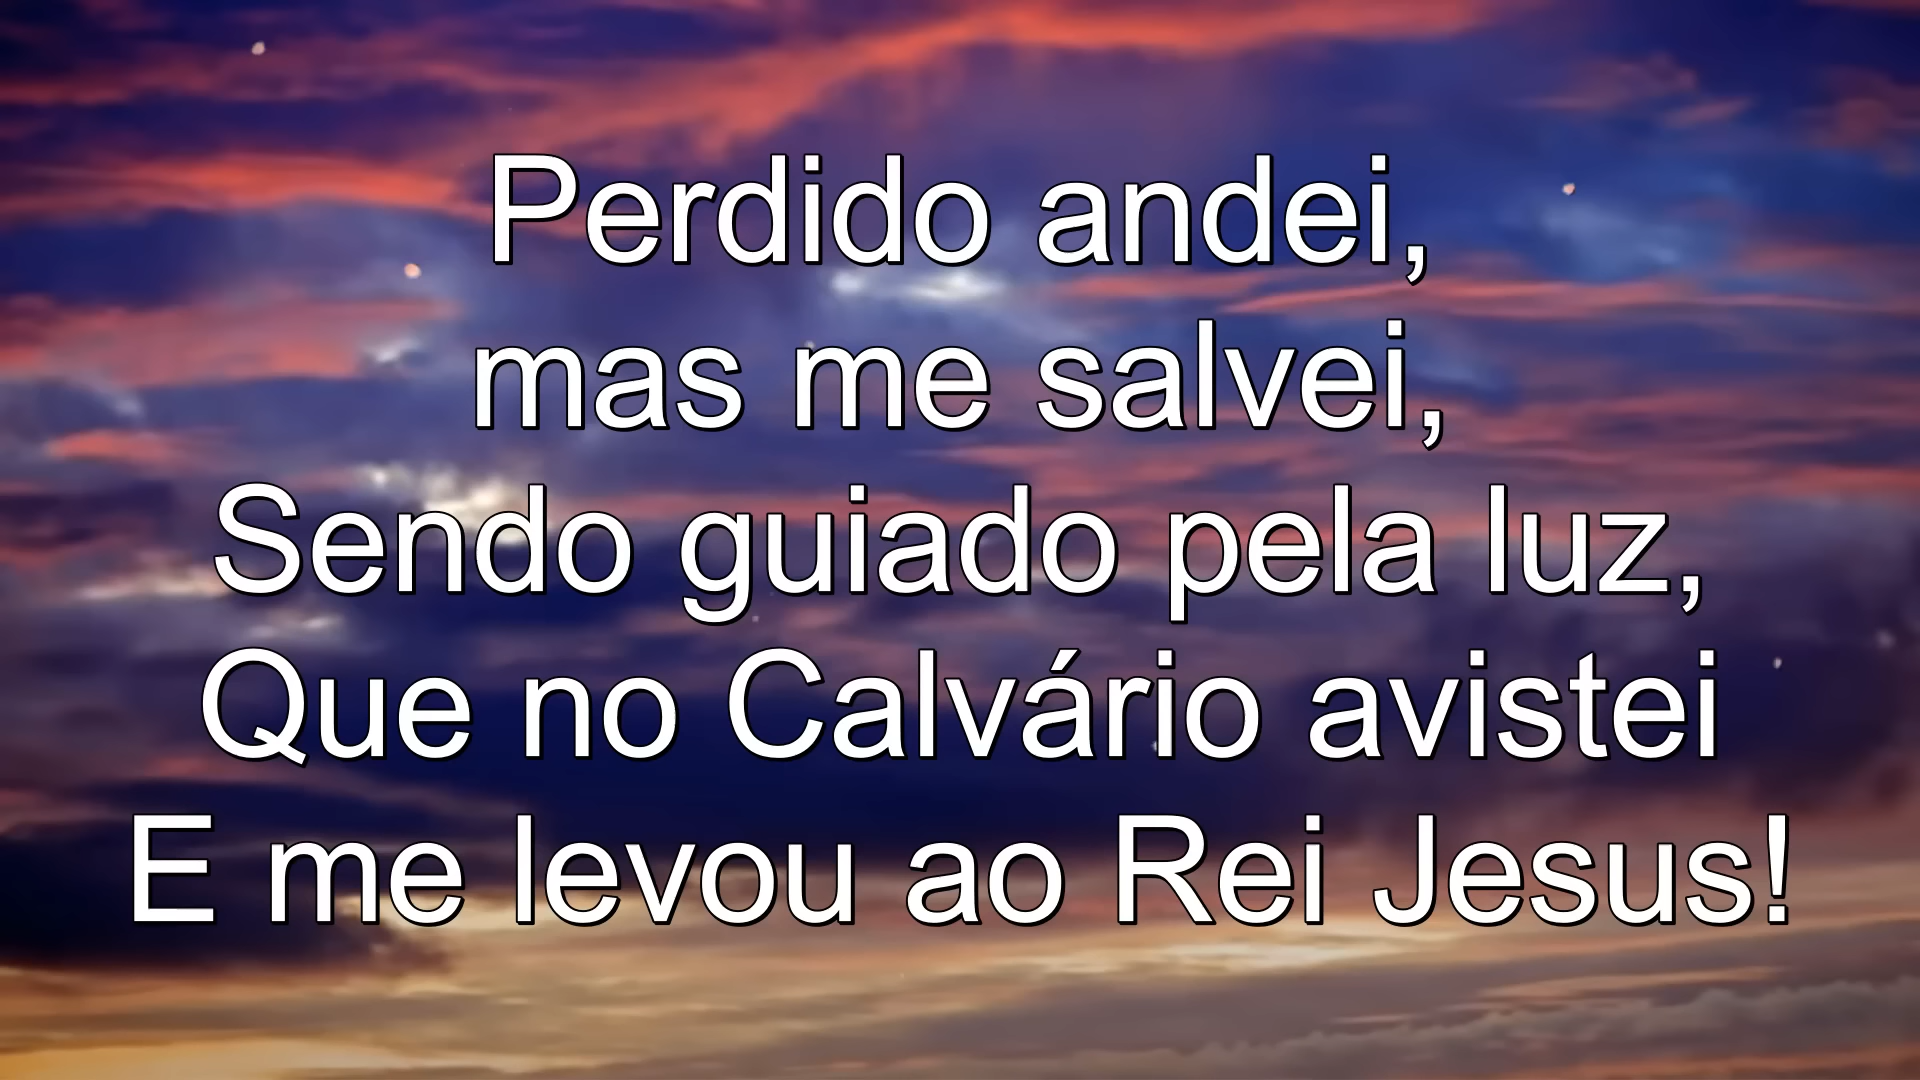 Perdido andei,
mas me salvei,
Sendo guiado pela luz,
Que no Calvário avistei
E me levou ao Rei Jesus!